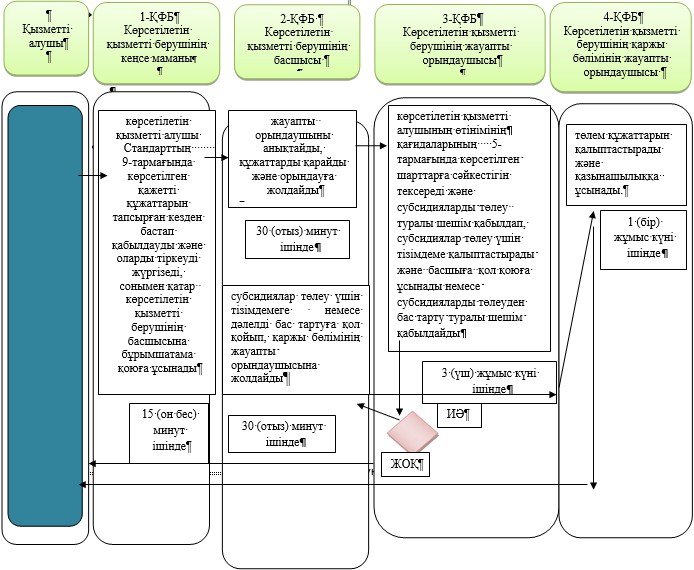 Қызметті
алушы
1-ҚФБ
Көрсетілетін
қызметті берушінің
кеңсе маманы
2-ҚФБ
Көрсетілетін
қызметті берушінің
басшысы
3-ҚФБ
Көрсетілетін қызметті
берушінің жауапты
орындаушысы
4-ҚФБ
Көрсетілетін қызметті
берушінің қаржы
бөлімінің жауапты
орындаушысы
көрсетілетін
қызметті алушы
Стандарттың
9-тармағында
көрсетілген
қажетті
құжаттарын
тапсырған кезден
бастап
қабылдауды және
оларды тіркеуді
жүргізеді,
сонымен қатар
көрсетілетін
қызметті
берушінің
басшысына
бұрымшатама
қоюға ұсынады
15 (он бес)
минут
ішінде
жауапты
орындаушыны
анықтайды,
құжаттарды қарайды
және орындауға
жолдайды
30 (отыз) минут
ішінде
субсидиялар төлеу үшін
тізімдемеге немесе
дәлелді бас тартуға қол
қойып, қаржы бөлімінің
жауапты
орындаушысына
жолдайды
30 (отыз) минут
ішінде
көрсетілетін қызметті
алушының өтінімінің
қағидаларының 5-
тармағында көрсетілген
шарттарға сәйкестігін
тексереді және
субсидияларды төлеу
туралы шешім қабылдап,
субсидиялар төлеу үшін
тізімдеме қалыптастырады
және басшыға қол қоюға
ұсынады немесе
субсидияларды төлеуден
бас тарту туралы шешім
қабылдайды
3 (үш) жұмыс күні
ішінде
ИӘ
ЖОҚ
төлем құжаттарын
қалыптастырады
және
қазынашылыққа
ұсынады.
1 (бір)
жұмыс күні
ішінде